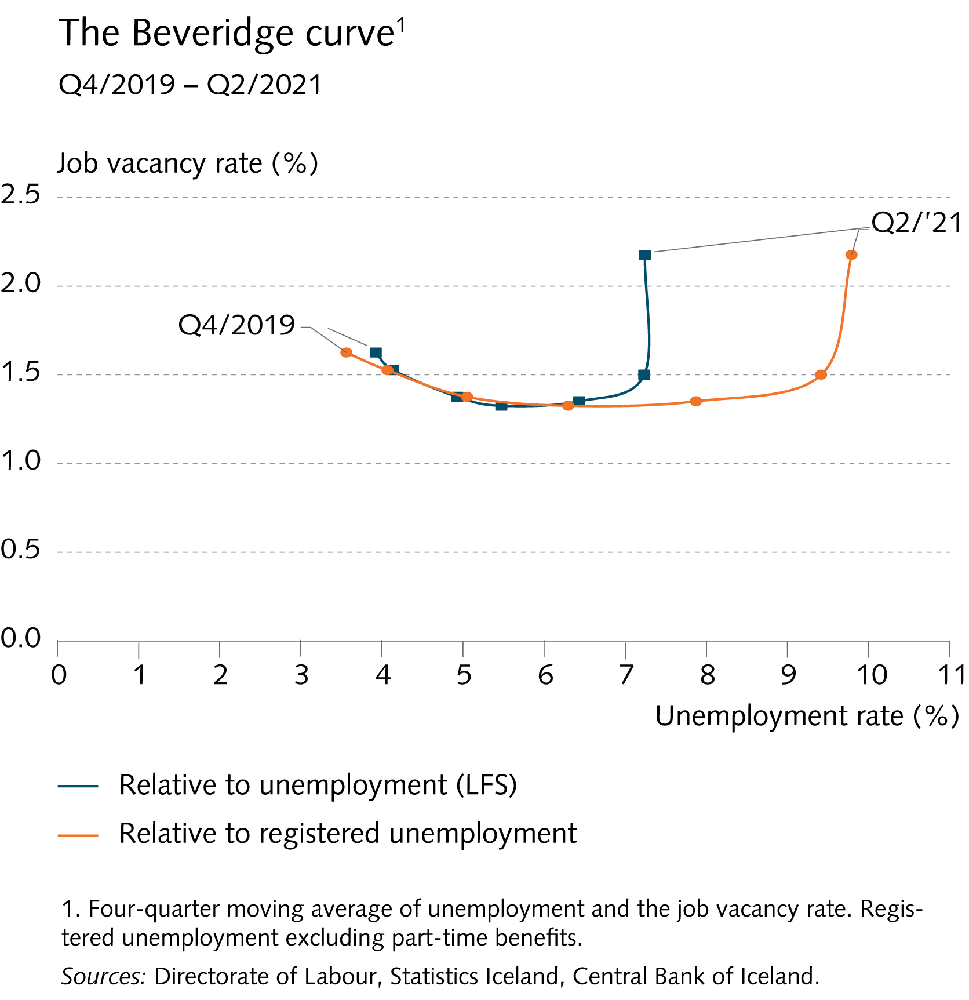 The Beveridge curve¹
Q4/2019 – Q2/2021
Job vacancy rate (%)
2.5
Q2/'21
2.0
Q4/2019
1.5
1.0
0.5
0.0
0 1 2 3 4 5 6 7 8 9 10 11
Unemployment rate (%)
Relative to unemployment (LFS)
Relative to registered unemployment
1. Four-quarter moving average of unemployment and the job vacancy rate. Regis-
tered unemployment excluding part-time benefits.
Sources: Directorate of Labour, Statistics Iceland, Central Bank of Iceland.